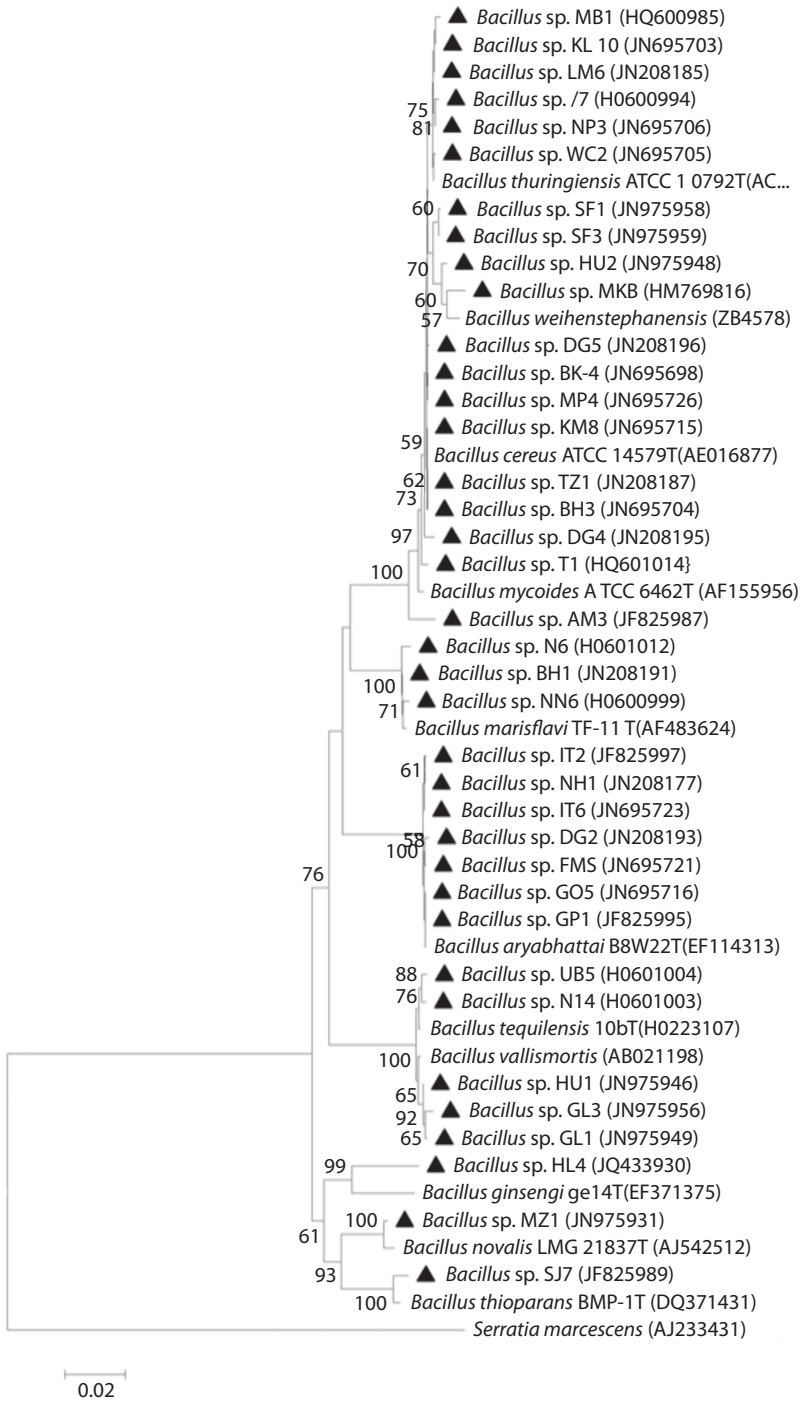 Bacillus sp. MB1 (HQ600985)
Bacillus sp. KL 10 (JN695703)
Bacillus sp. LM6 (JN208185)
Bacillus sp. /7 (H0600994)
75
81
Bacillus sp. NP3 (JN695706)
Bacillus sp. WC2 (JN695705)
Bacillus thuringiensis ATCC 1 0792T(AC...
60
Bacillus sp. SF1 (JN975958)
Bacillus sp. SF3 (JN975959)
Bacillus sp. HU2 (JN975948)
70
Bacillus sp. MKB (HM769816)
60
57
Bacillus weihenstephanensis (ZB4578)
Bacillus sp. DG5 (JN208196)
Bacillus sp. BK-4 (JN695698)
Bacillus sp. MP4 (JN695726)
Bacillus sp. KM8 (JN695715)
59
Bacillus cereus ATCC 14579T(AE016877)
62
Bacillus sp. TZ1 (JN208187)
73
Bacillus sp. BH3 (JN695704)
97
Bacillus sp. DG4 (JN208195)
Bacillus sp. T1 (HQ601014}
100
Bacillus mycoides A TCC 6462T (AF155956)
Bacillus sp. AM3 (JF825987)
Bacillus sp. N6 (H0601012)
Bacillus sp. BH1 (JN208191)
100
Bacillus sp. NN6 (H0600999)
71
Bacillus marisflavi TF-11 T(AF483624)
Bacillus sp. IT2 (JF825997)
61
Bacillus sp. NH1 (JN208177)
Bacillus sp. IT6 (JN695723)
Bacillus sp. DG2 (JN208193)
58
100
Bacillus sp. FMS (JN695721)
76
Bacillus sp. GO5 (JN695716)
Bacillus sp. GP1 (JF825995)
Bacillus aryabhattai B8W22T(EF114313)
88
Bacillus sp. UB5 (H0601004)
76
Bacillus sp. N14 (H0601003)
Bacillus tequilensis 10bT(H0223107)
100
Bacillus vallismortis (AB021198)
Bacillus sp. HU1 (JN975946)
65
Bacillus sp. GL3 (JN975956)
92
65
Bacillus sp. GL1 (JN975949)
99
Bacillus sp. HL4 (JQ433930)
Bacillus ginsengi ge14T(EF371375)
100
Bacillus sp. MZ1 (JN975931)
61
Bacillus novalis LMG 21837T (AJ542512)
93
Bacillus sp. SJ7 (JF825989)
100
Bacillus thioparans BMP-1T (DQ371431)
Serratia marcescens (AJ233431)
0.02